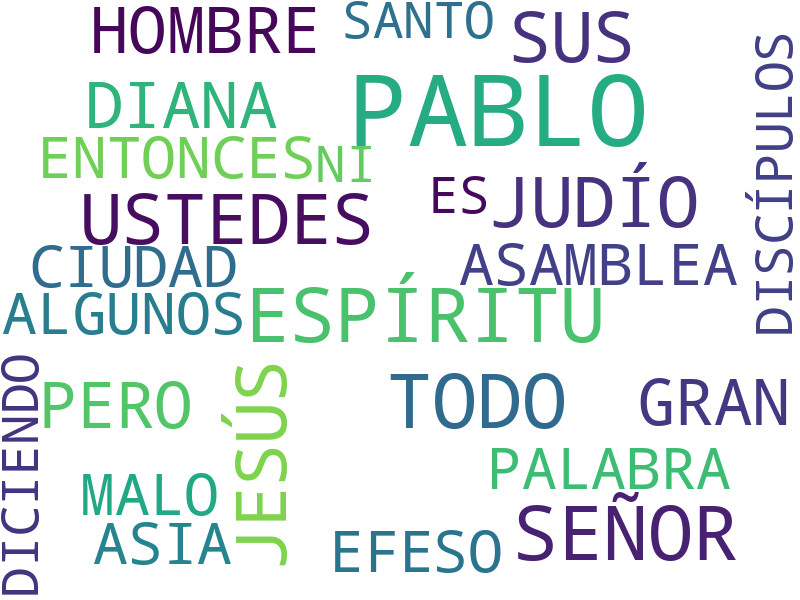 HOMBRE
SANTO
SUS
DIANA
PABLO
DISCÍPULOS
ENTONCES
NI
USTEDES
ES
JUDÍO
CIUDAD
ASAMBLEA
ALGUNOS
ESPÍRITU
DICIENDO
PERO
JESÚS
TODO
GRAN
MALO
PALABRA
ASIA
EFESO
SEÑOR